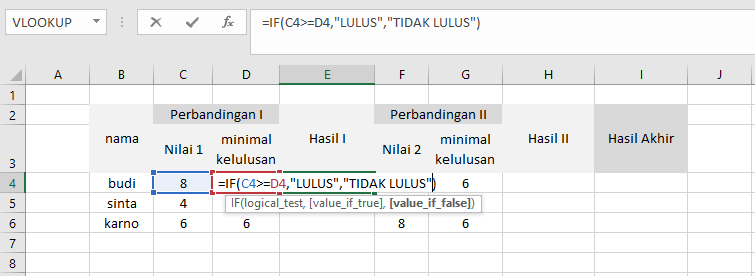 VLOOKUP fx =IF(C4>=D4,"LULUS","TIDAK LULUS")
A B C D E F G H I J
1
2 Perbandingan I Perbandingan II
nama Hasil I Hasil II Hasil Akhir
Nilai 1 minimal Nilai 2 minimal
3 kelulusan kelulusan
4 budi 8 =IF(C4>=D4,"LULUS","TIDAK LULUS") 6
5 sinta 4 IF(logical_test, [value_if_true], [value_if_false])
6 karno 6 6 8 6
7
8